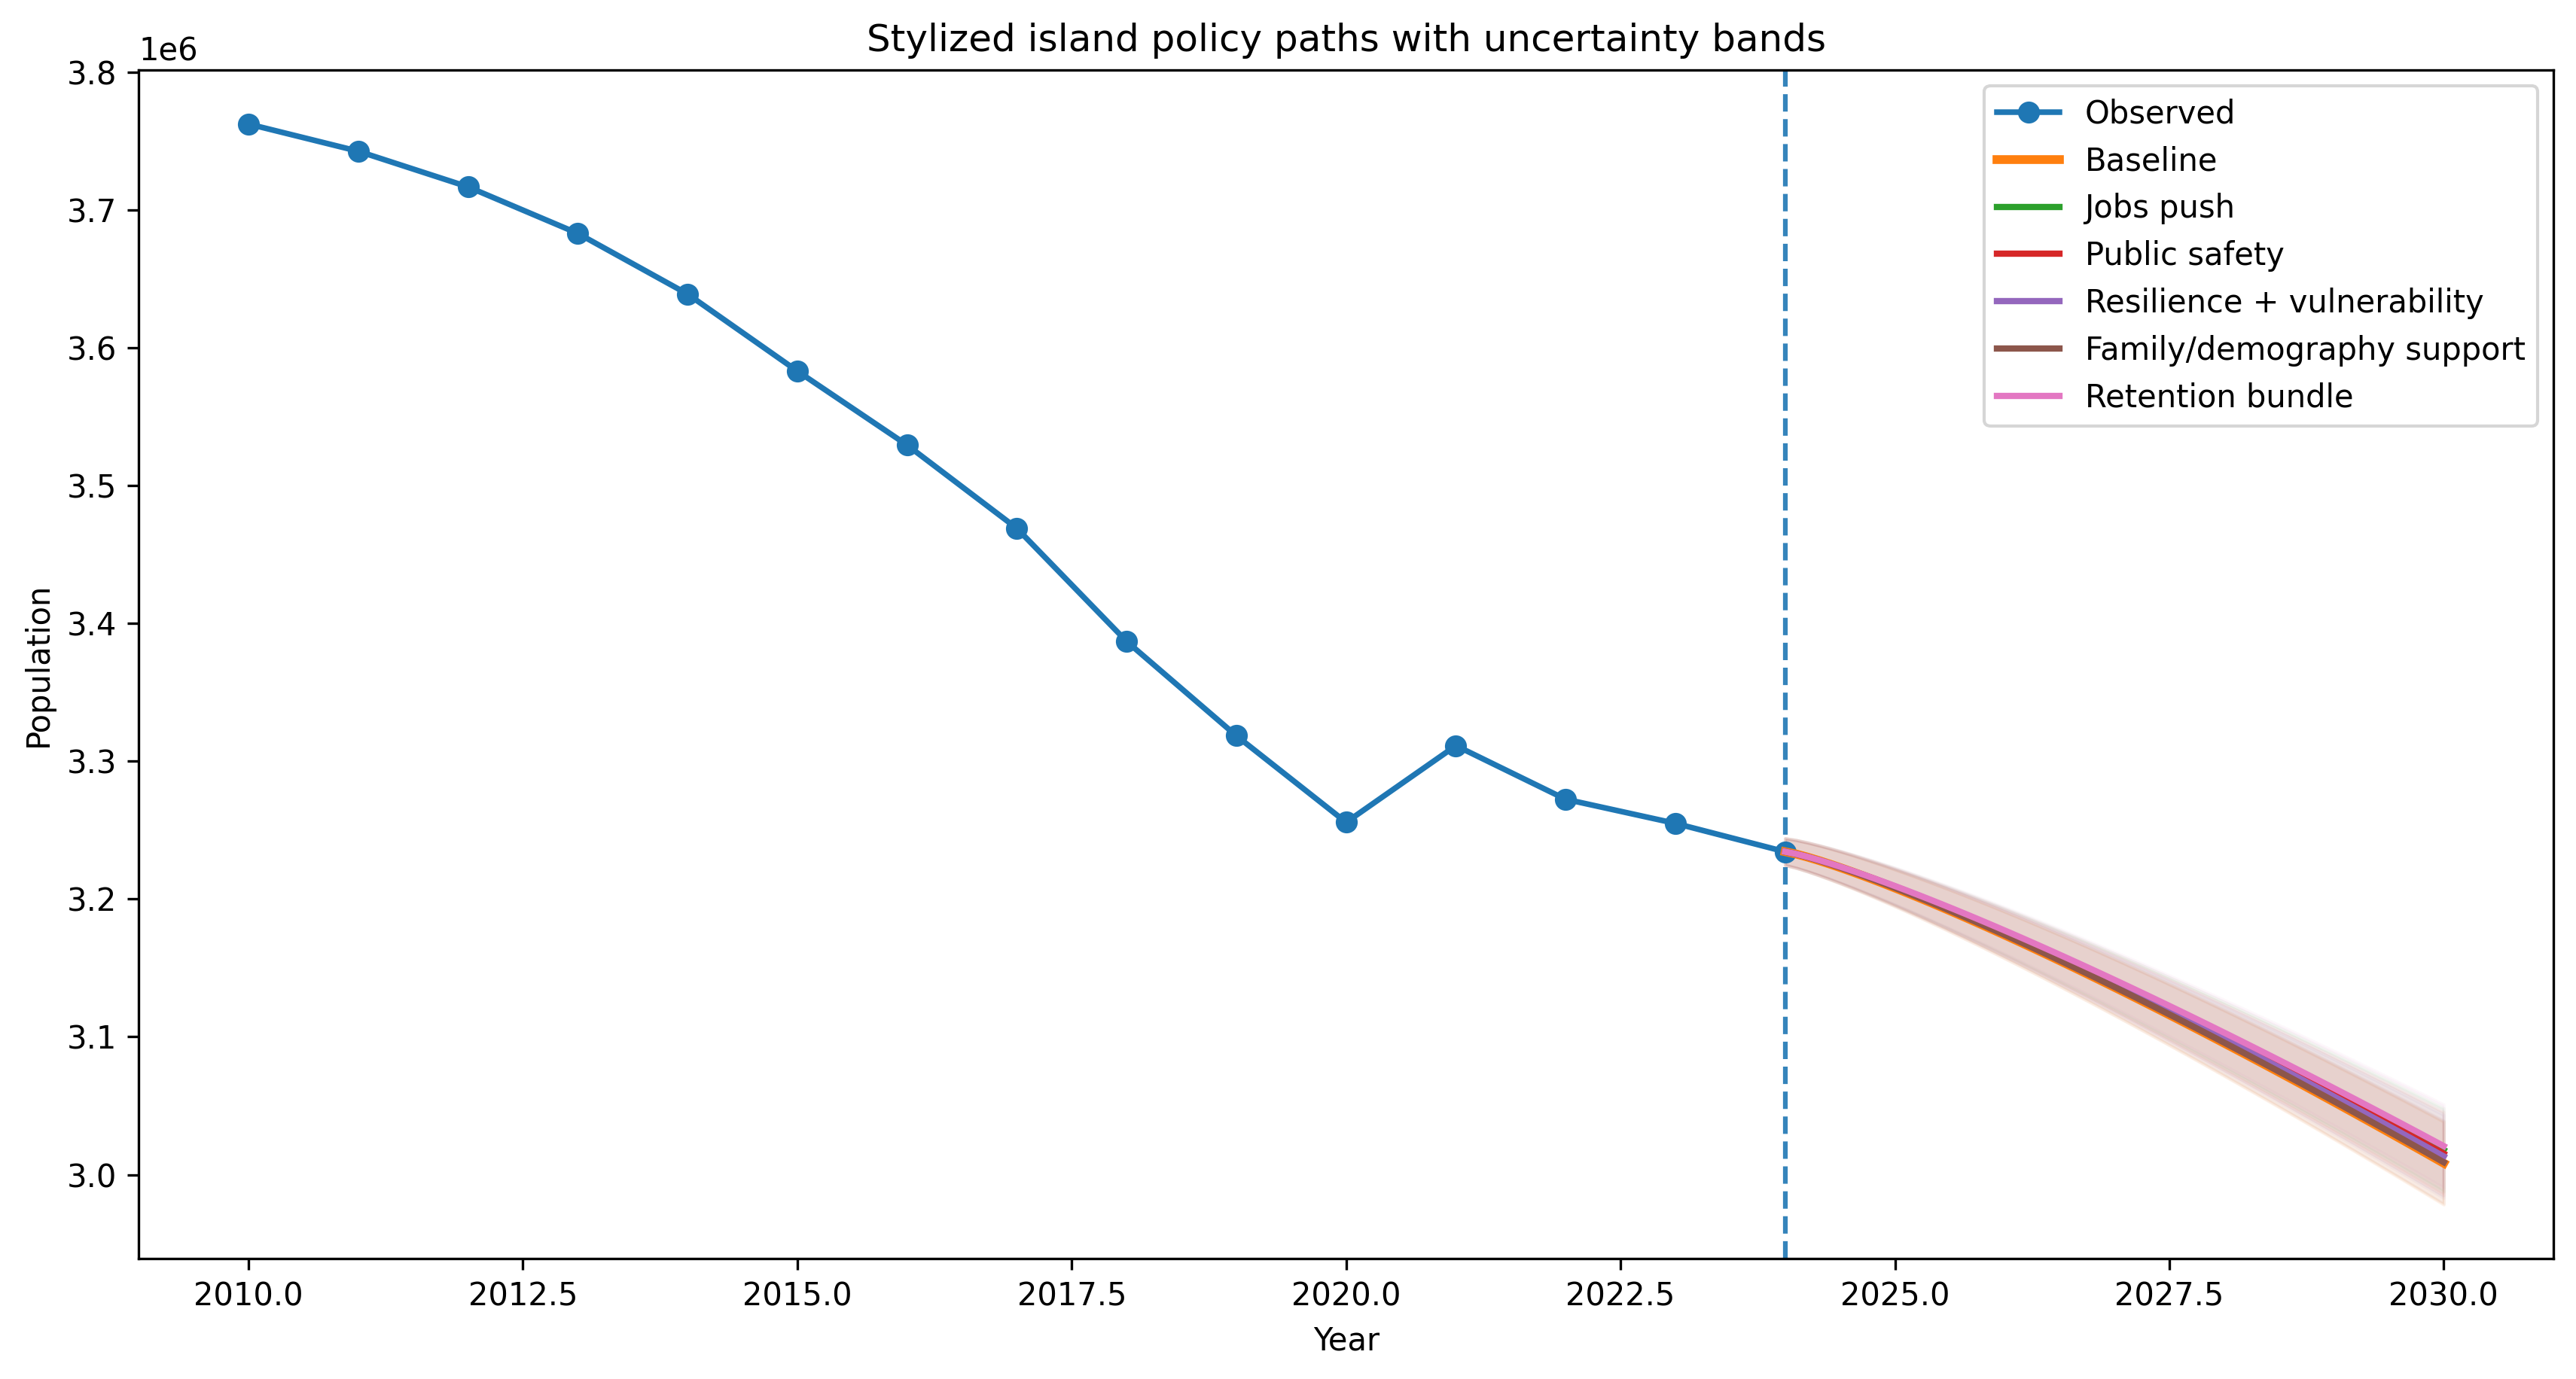 Stylized island policy paths with uncertainty bands
1e6
3.8
3.7
3.6
3.5
3.4
3.3
3.2
3.1
3.0
Population
Observed
Baseline
Jobs push
Public safety
Resilience + vulnerability
Family/demography support
Retention bundle
2010.0 2012.5 2015.0 2017.5 2020.0 2022.5 2025.0 2027.5 2030.0
Year